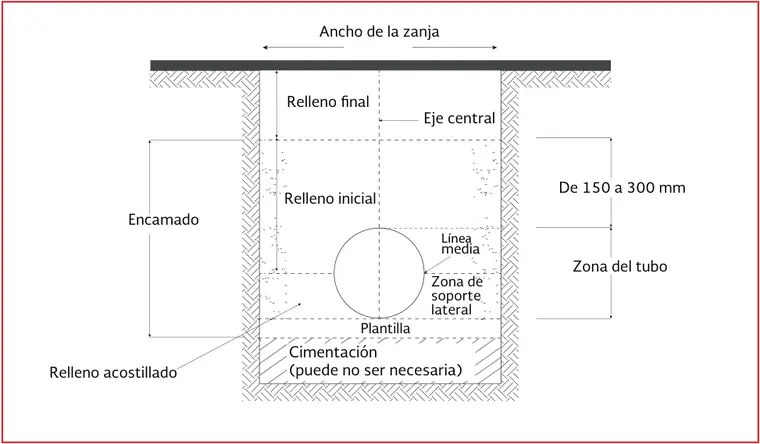 Ancho de la zanja
Relleno final
Eje central
De 150 a 300 mm
Relleno inicial
Encamado
Línea
media
Zona del tubo
Zona de
soporte
lateral
Plantilla
Cimentación
(puede no ser necesaria)
Relleno acostillado